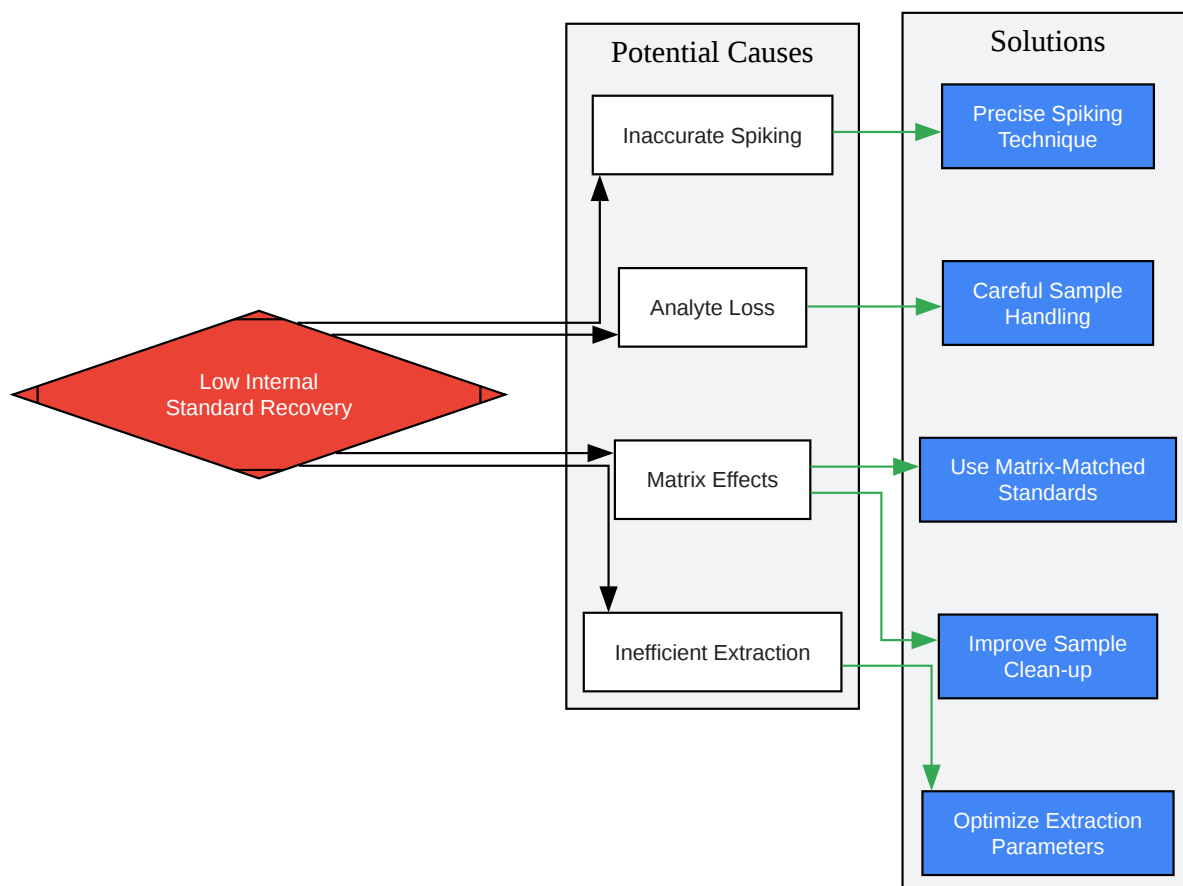 Potential Causes
Solutions
Inaccurate Spiking
Precise Spiking
Technique
Analyte Loss
Careful Sample
Handling
Low Internal
Standard Recovery
Matrix Effects
Use Matrix-Matched
Standards
Inefficient Extraction
Improve Sample
Clean-up
Optimize Extraction
Parameters